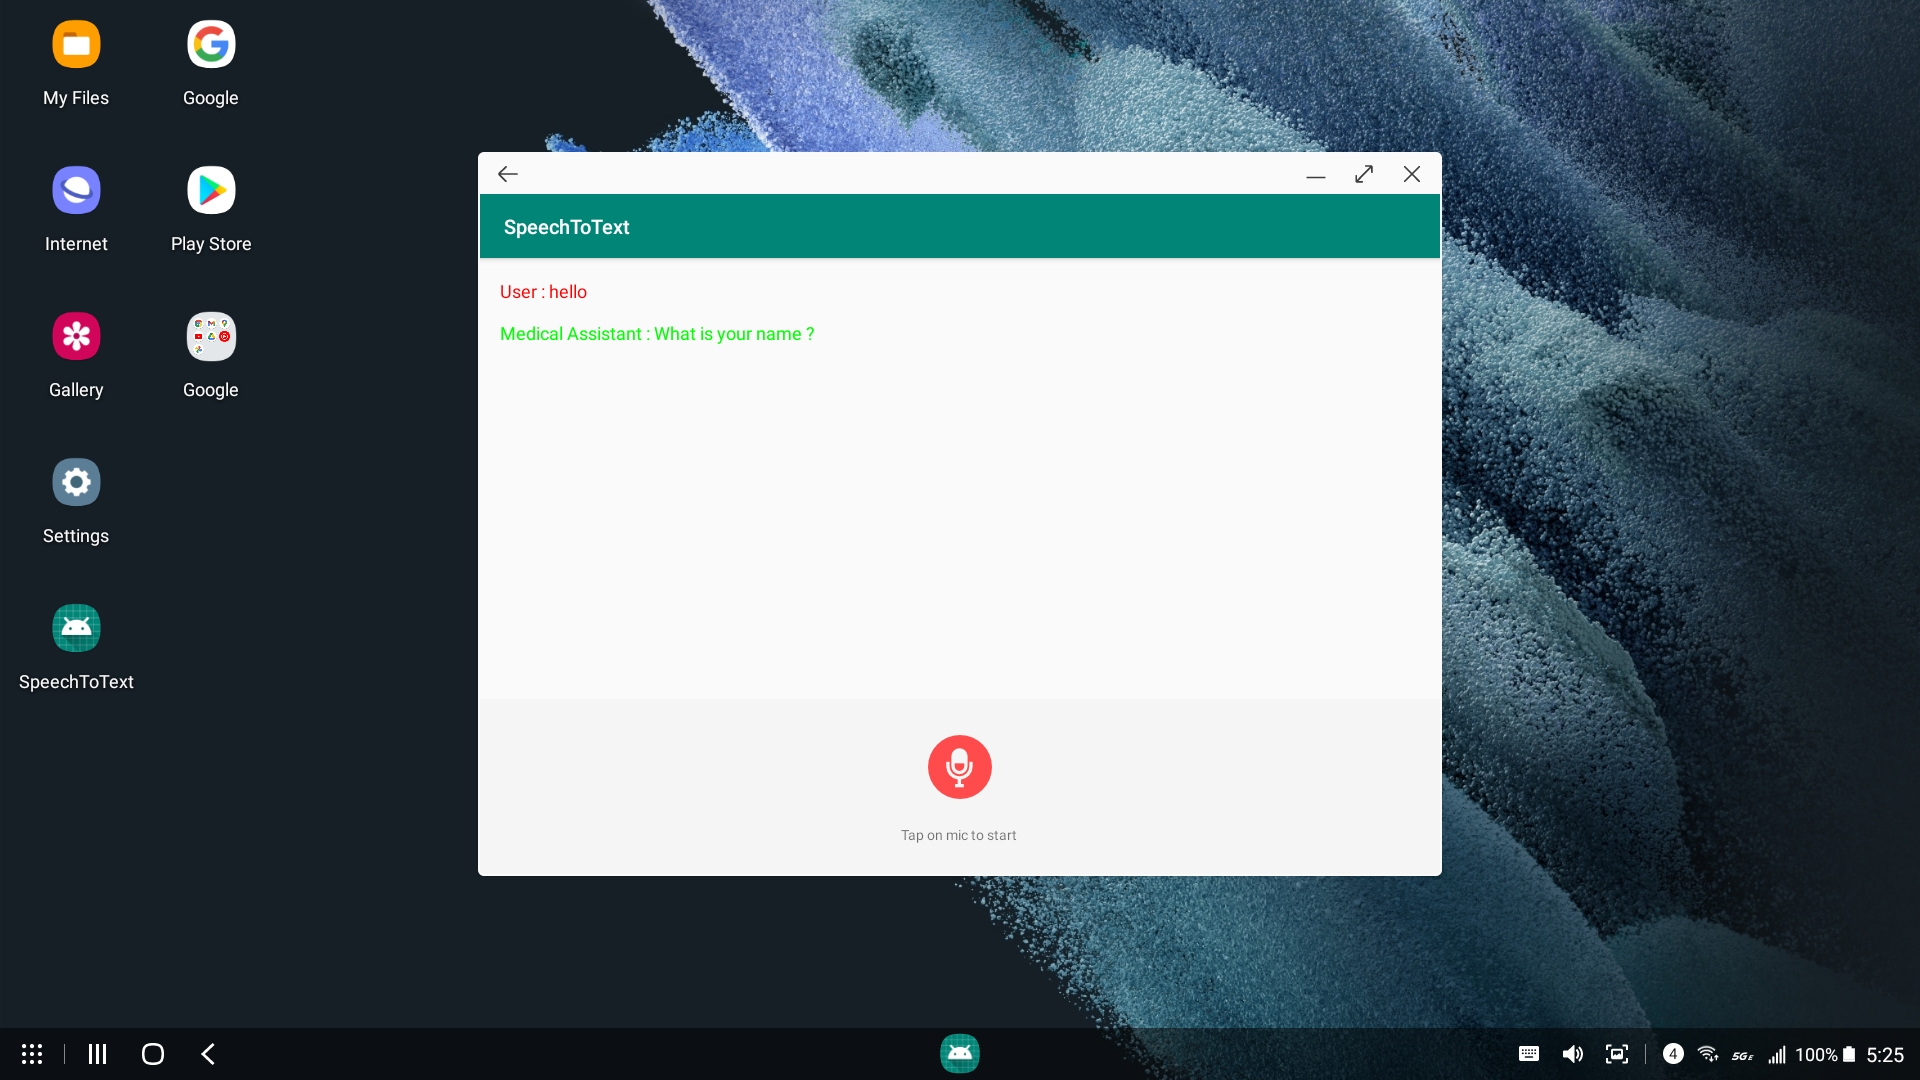 My Files
Google
Internet
Play Store
Gallery
Google
Settings
SpeechToText
SpeechToText
User : hello
Medical Assistant : What is your name ?
Tap on mic to start
4
5GE
100%
5:25